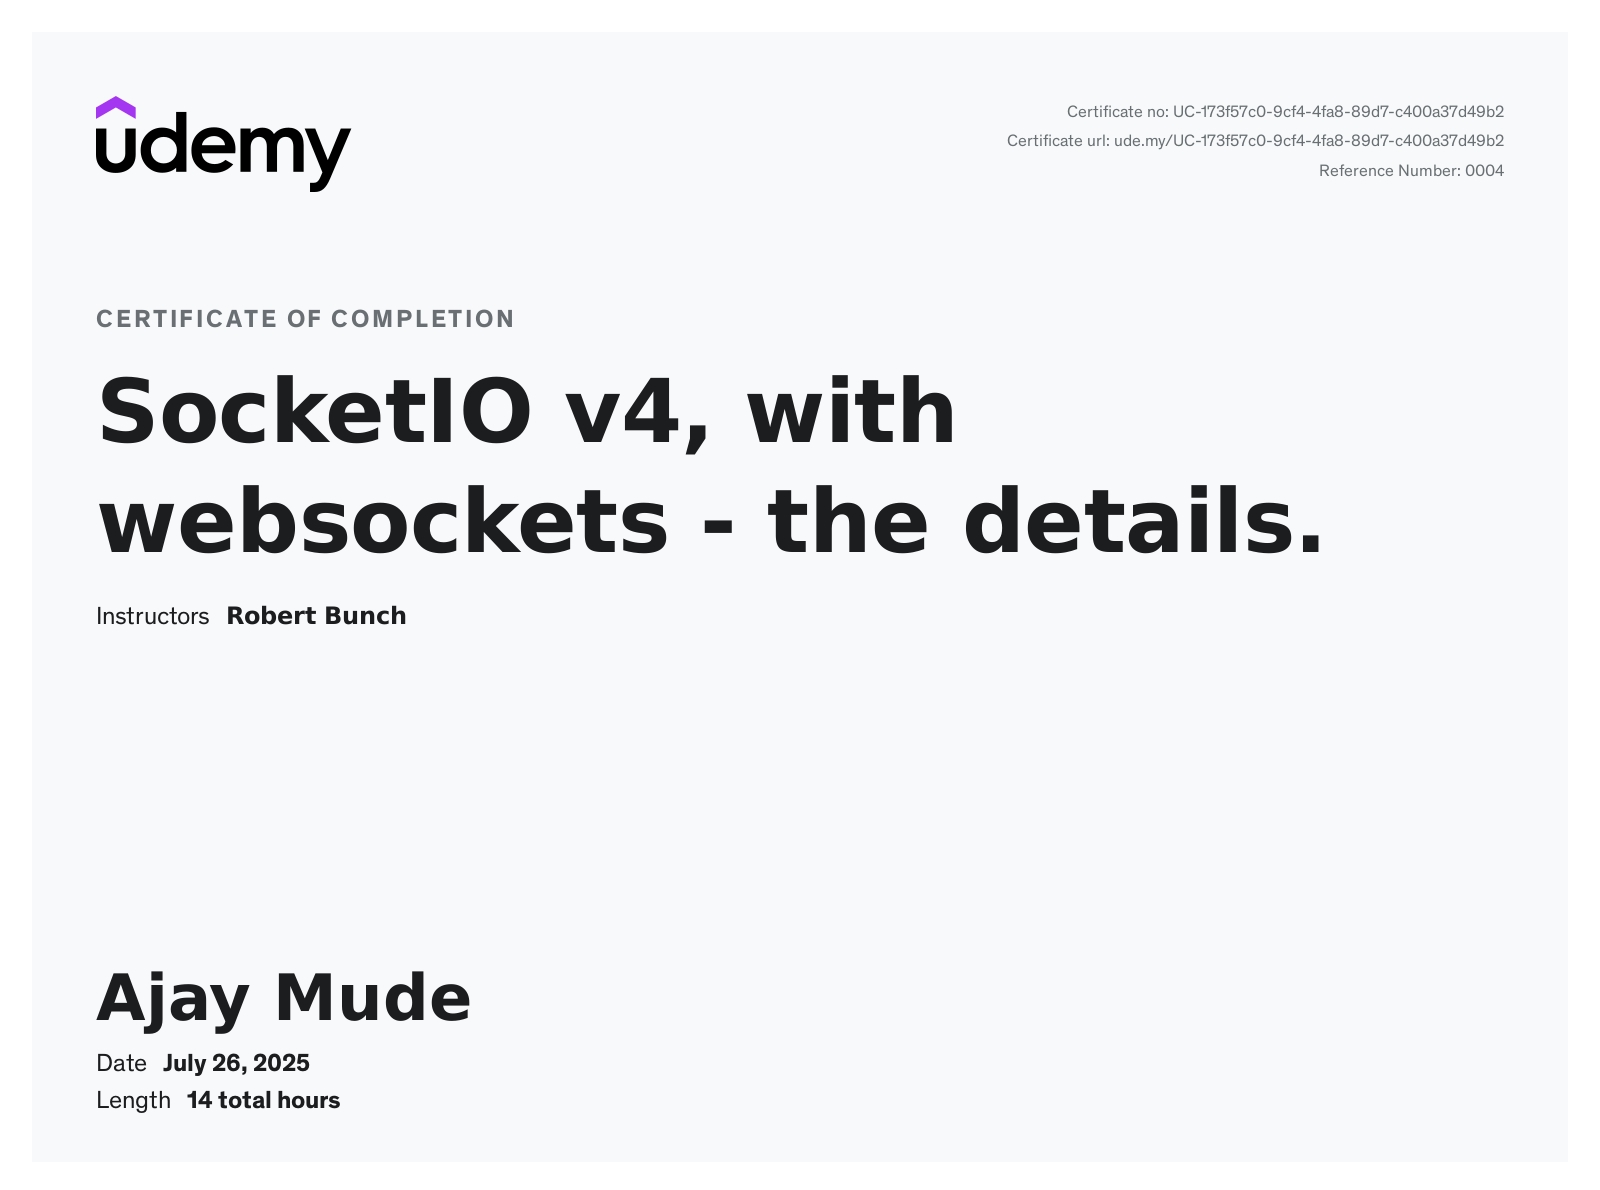 udemy
Certificate no: UC-173f57c0-9cf4-4fa8-89d7-c400a37d49b2
Certificate url: ude.my/UC-173f57c0-9cf4-4fa8-89d7-c400a37d49b2
Reference Number: 0004
CERTIFICATE OF COMPLETION
SocketIO v4, with
websockets - the details.
Instructors Robert Bunch
Ajay Mude
Date July 26, 2025
Length 14 total hours